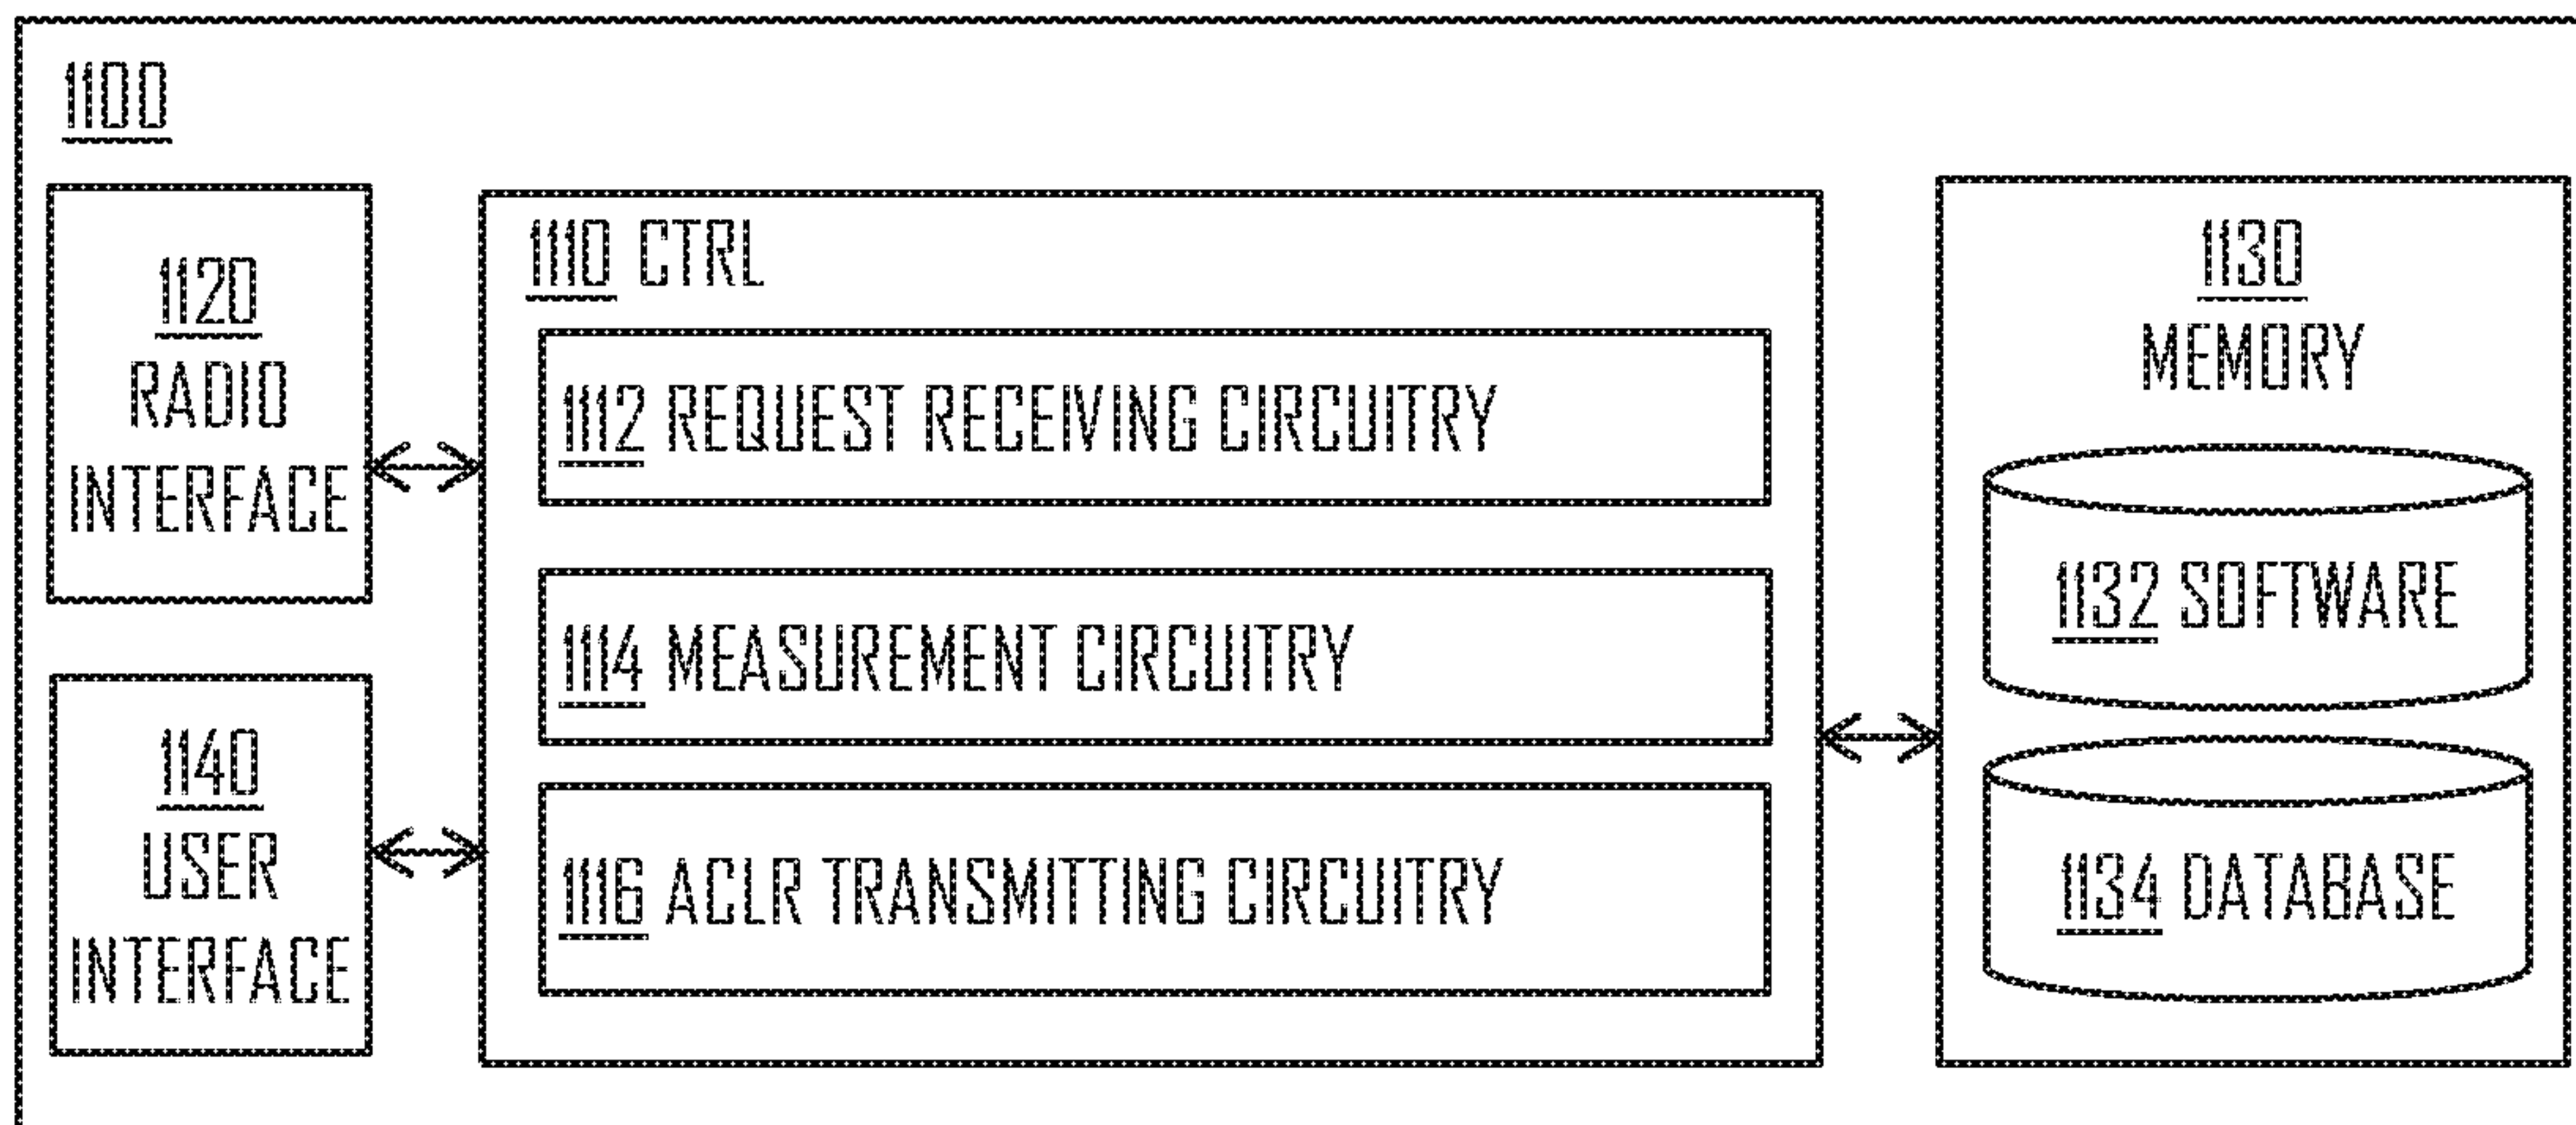 1100
1120
RADIO
INTERFACE
1140
USER
INTERFACE
1110 CTRL
1112 REQUEST RECEIVING CIRCUITRY
1114 MEASUREMENT CIRCUITRY
1116 ACLR TRANSMITTING CIRCUITRY
1130
MEMORY
1132 SOFTWARE
1134 DATABASE